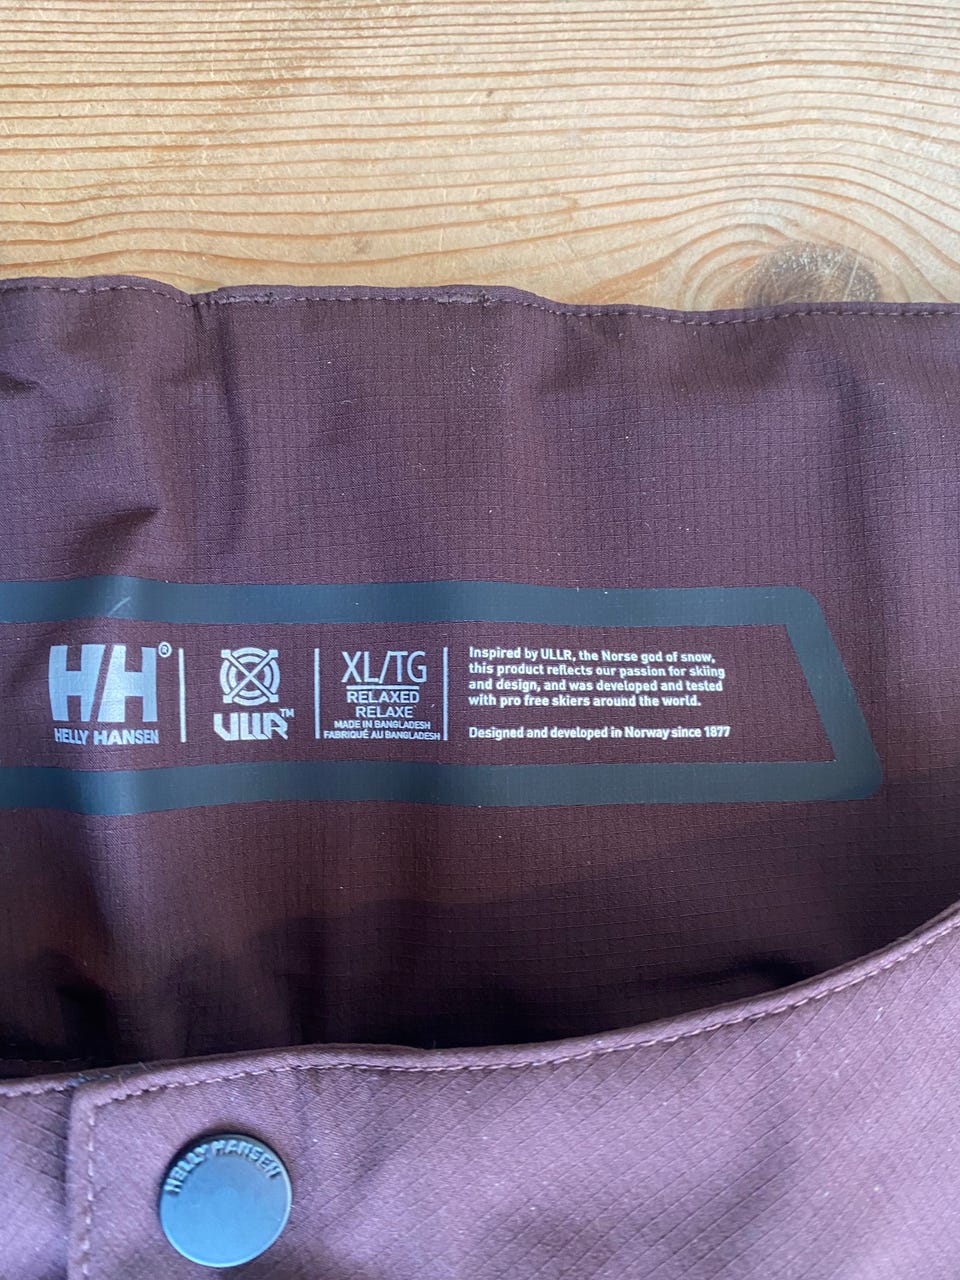 HH®
HELLY HANSEN
ULLR™
XL/TG
RELAXED
RELAXE
MADE IN BANGLADESH
FABRIQUÉ AU BANGLADESH
Inspired by ULLR, the Norse god of snow,
this product reflects our passion for skiing
and design, and was developed and tested
with pro free skiers around the world.
Designed and developed in Norway since 1877
HELLY HANSEN